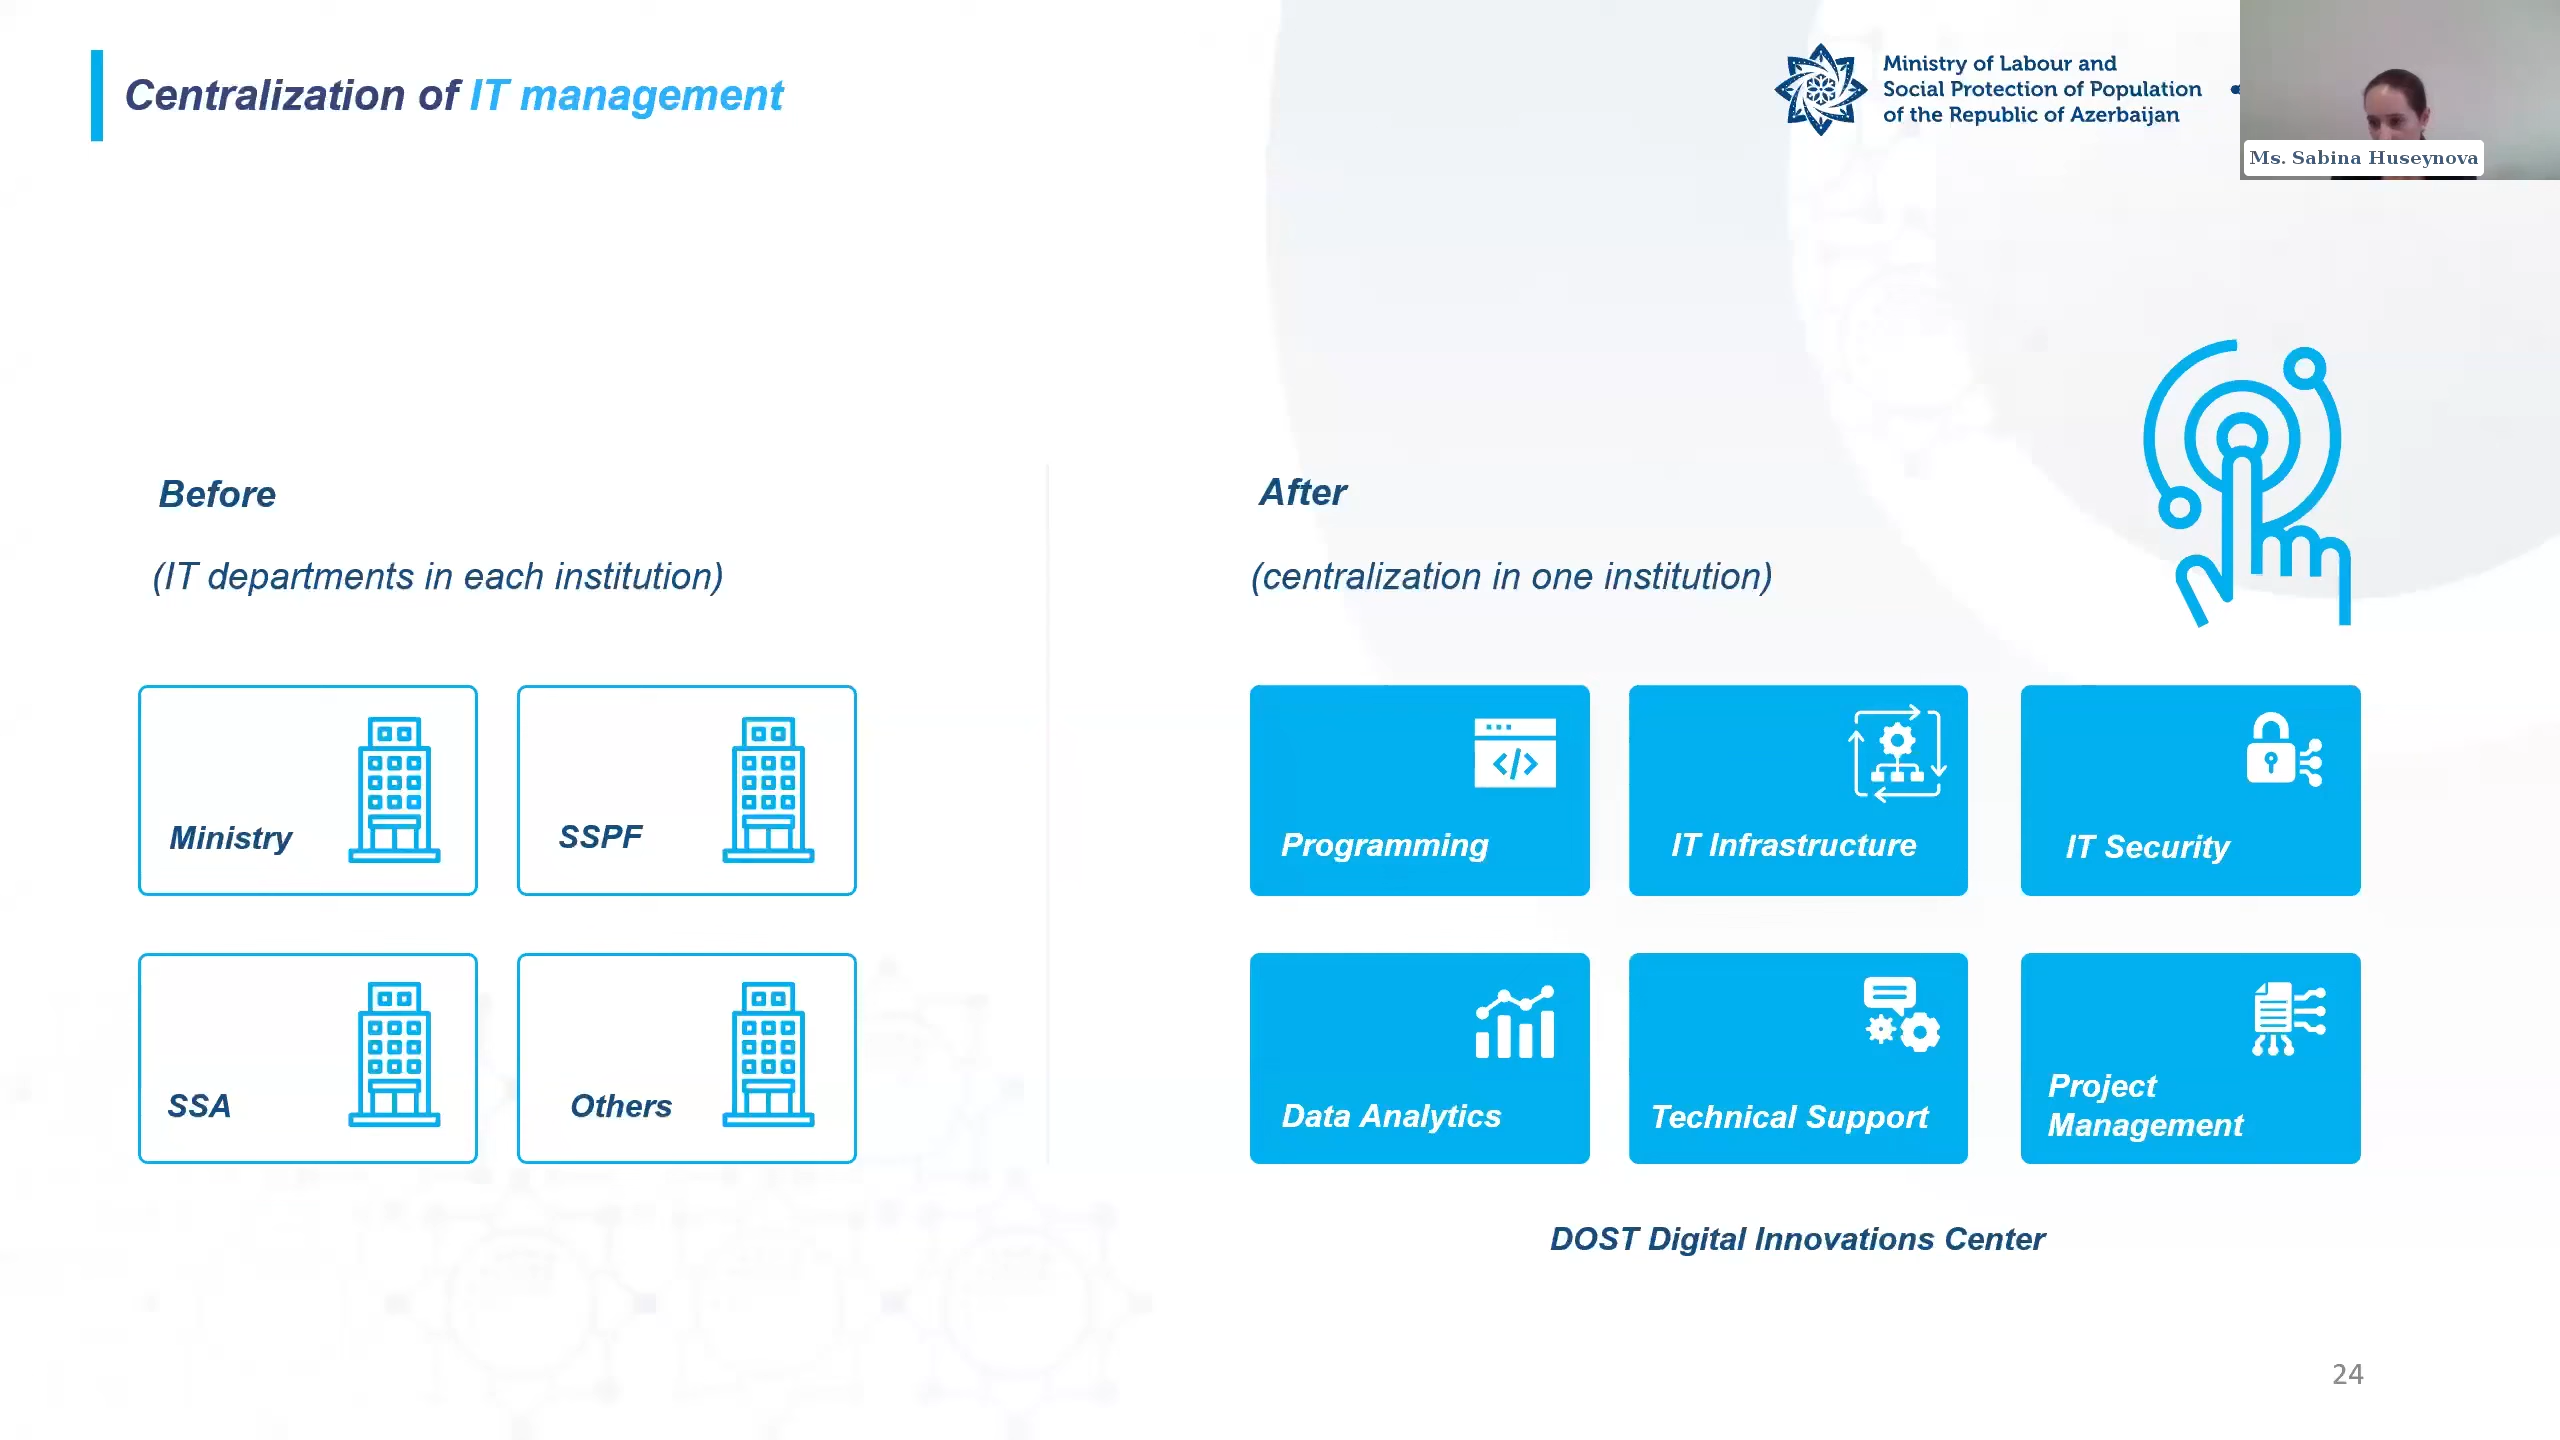 Centralization of IT management
Ministry of Labour and
Social Protection of Population
of the Republic of Azerbaijan
Ms. Sabina Huseynova
Before
(IT departments in each institution)
Ministry
SSPF
SSA
Others
After
(centralization in one institution)
Programming
IT Infrastructure
IT Security
Data Analytics
Technical Support
Project
Management
DOST Digital Innovations Center
24